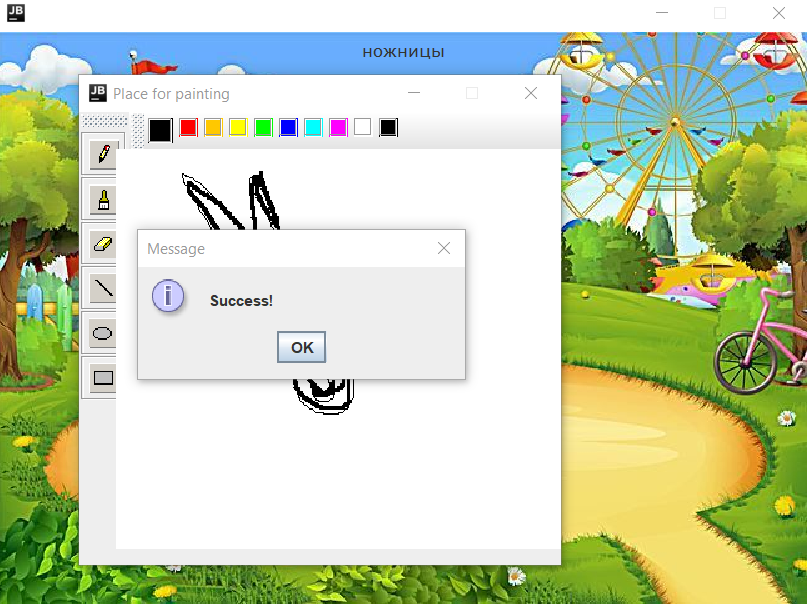 JB
ножницы
JB
Place for painting
Message
i
Success!
OK